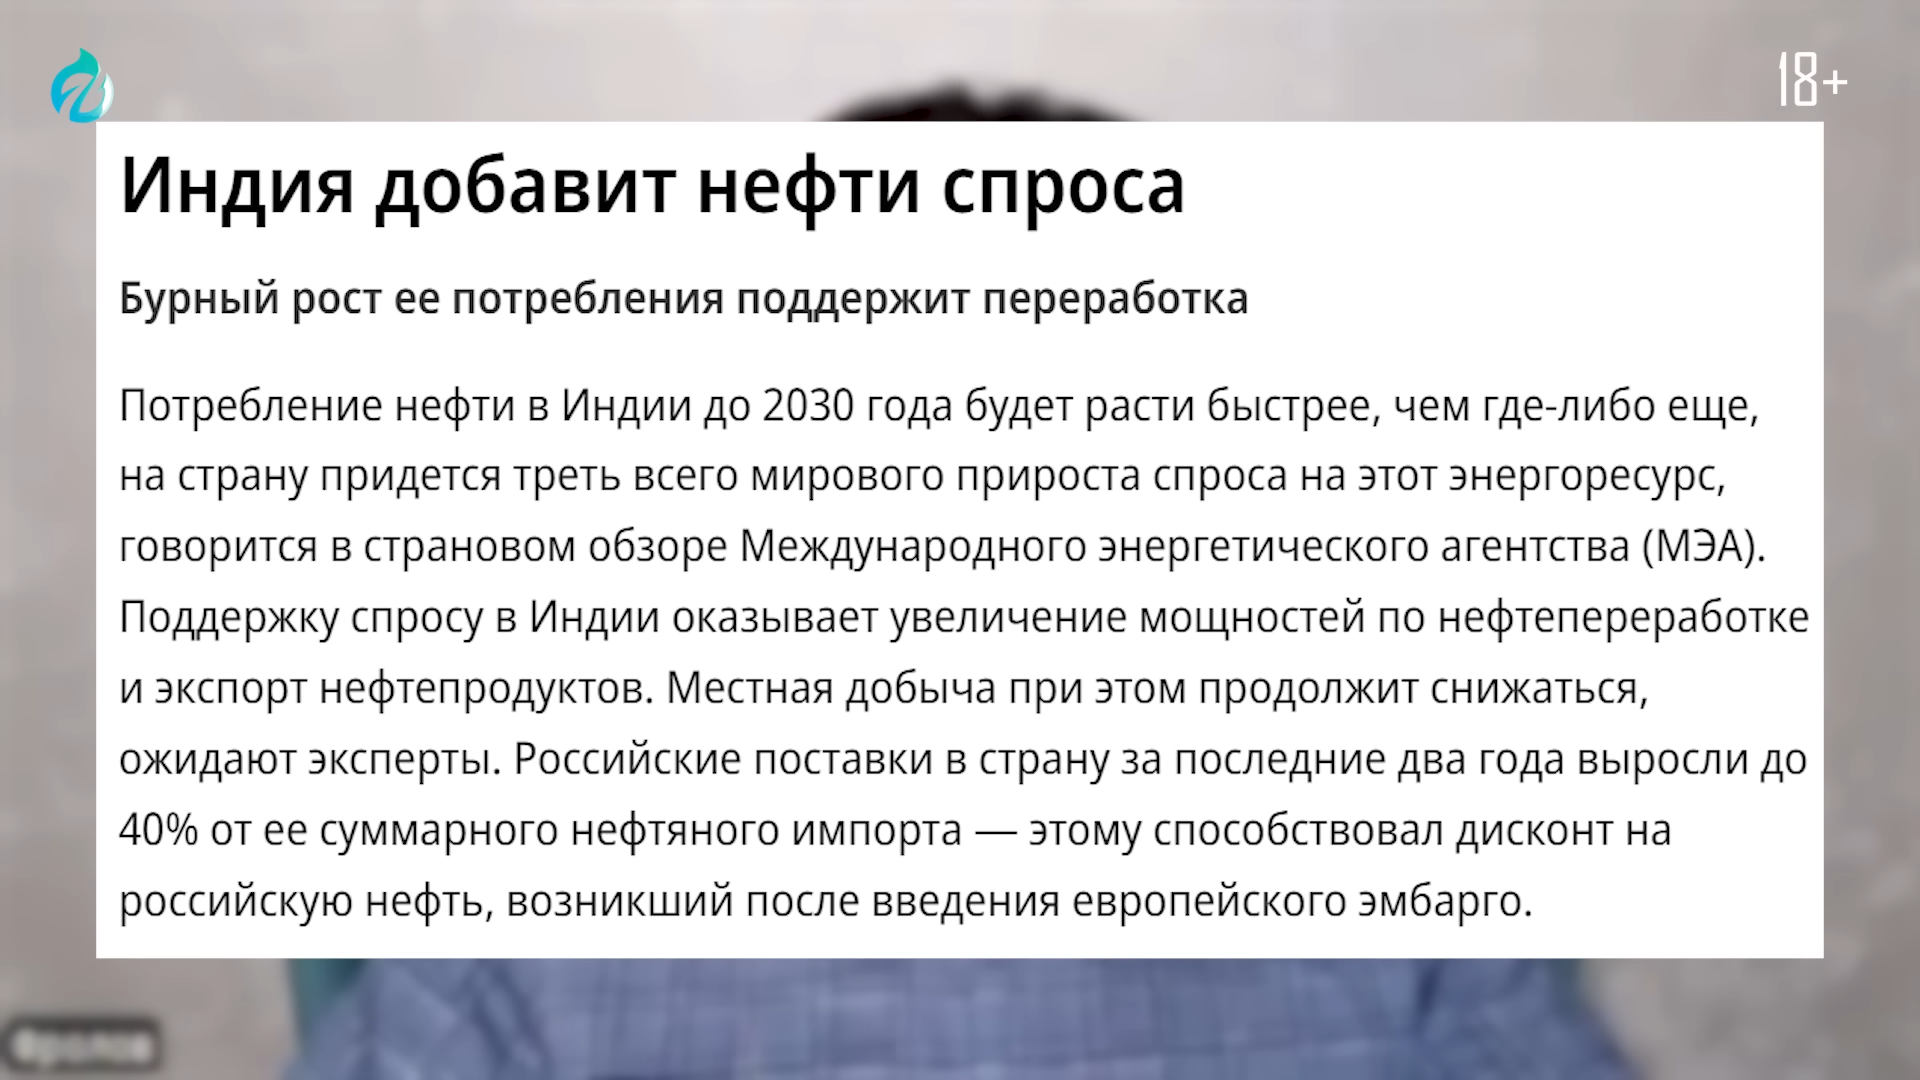 18+
Индия добавит нефти спроса
Бурный рост ее потребления поддержит переработка
Потребление нефти в Индии до 2030 года будет расти быстрее, чем где-либо еще,
на страну придется треть всего мирового прироста спроса на этот энергоресурс,
говорится в страновом обзоре Международного энергетического агентства (МЭА).
Поддержку спросу в Индии оказывает увеличение мощностей по нефтепереработке
и экспорт нефтепродуктов. Местная добыча при этом продолжит снижаться,
ожидают эксперты. Российские поставки в страну за последние два года выросли до
40% от ее суммарного нефтяного импорта — этому способствовал дисконт на
российскую нефть, возникший после введения европейского эмбарго.